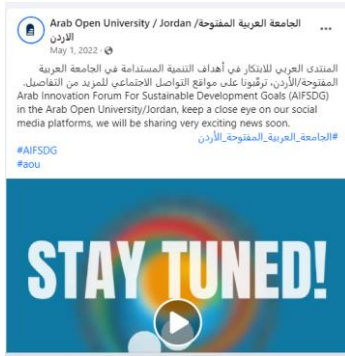 Arab Open University / Jordan الجامعة العربية المفتوحة/
الاردن
May 1, 2022
المنتدى العربي للابتكار في أهداف التنمية المستدامة في الجامعة العربية
المفتوحة/الأردن، ترقّبونا على مواقع التواصل الاجتماعي للمزيد من التفاصيل.
Arab Innovation Forum For Sustainable Development Goals (AIFSDG)
in the Arab Open University/Jordan, keep a close eye on our social
media platforms, we will be sharing very exciting news soon.
#الجامعة_العربية_المفتوحة_الأردن
#AIFSDG
#aou
STAY TUNED!